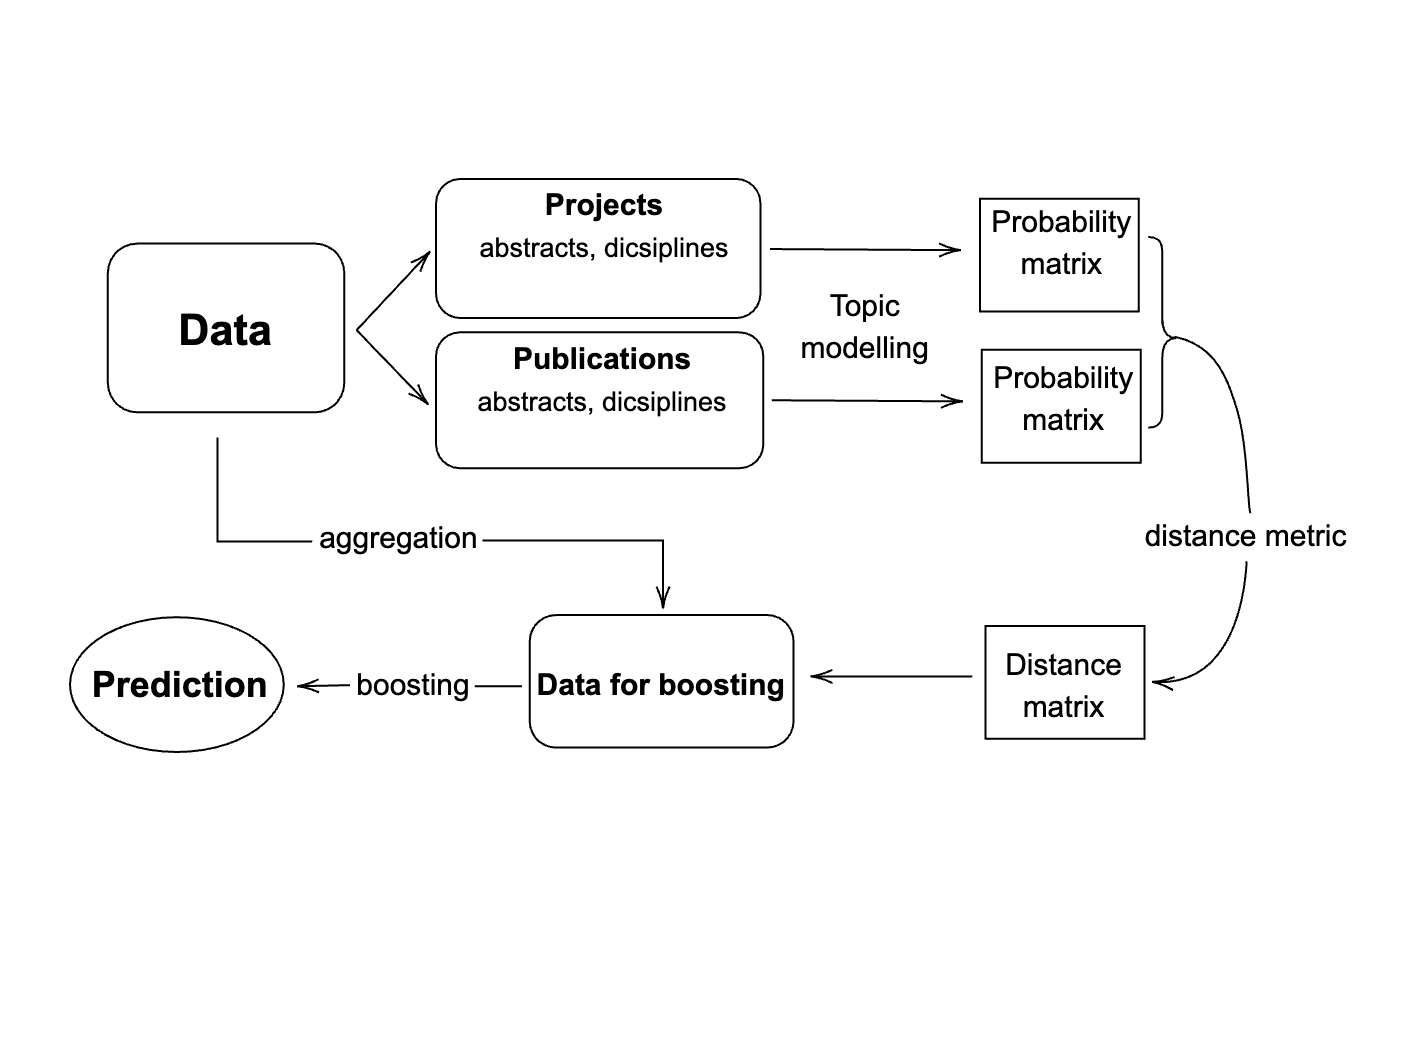 Projects
abstracts, dicsiplines
Probability
matrix
Data
Topic
modelling
Publications
abstracts, dicsiplines
Probability
matrix
aggregation
distance metric
Prediction
boosting
Data for boosting
Distance
matrix